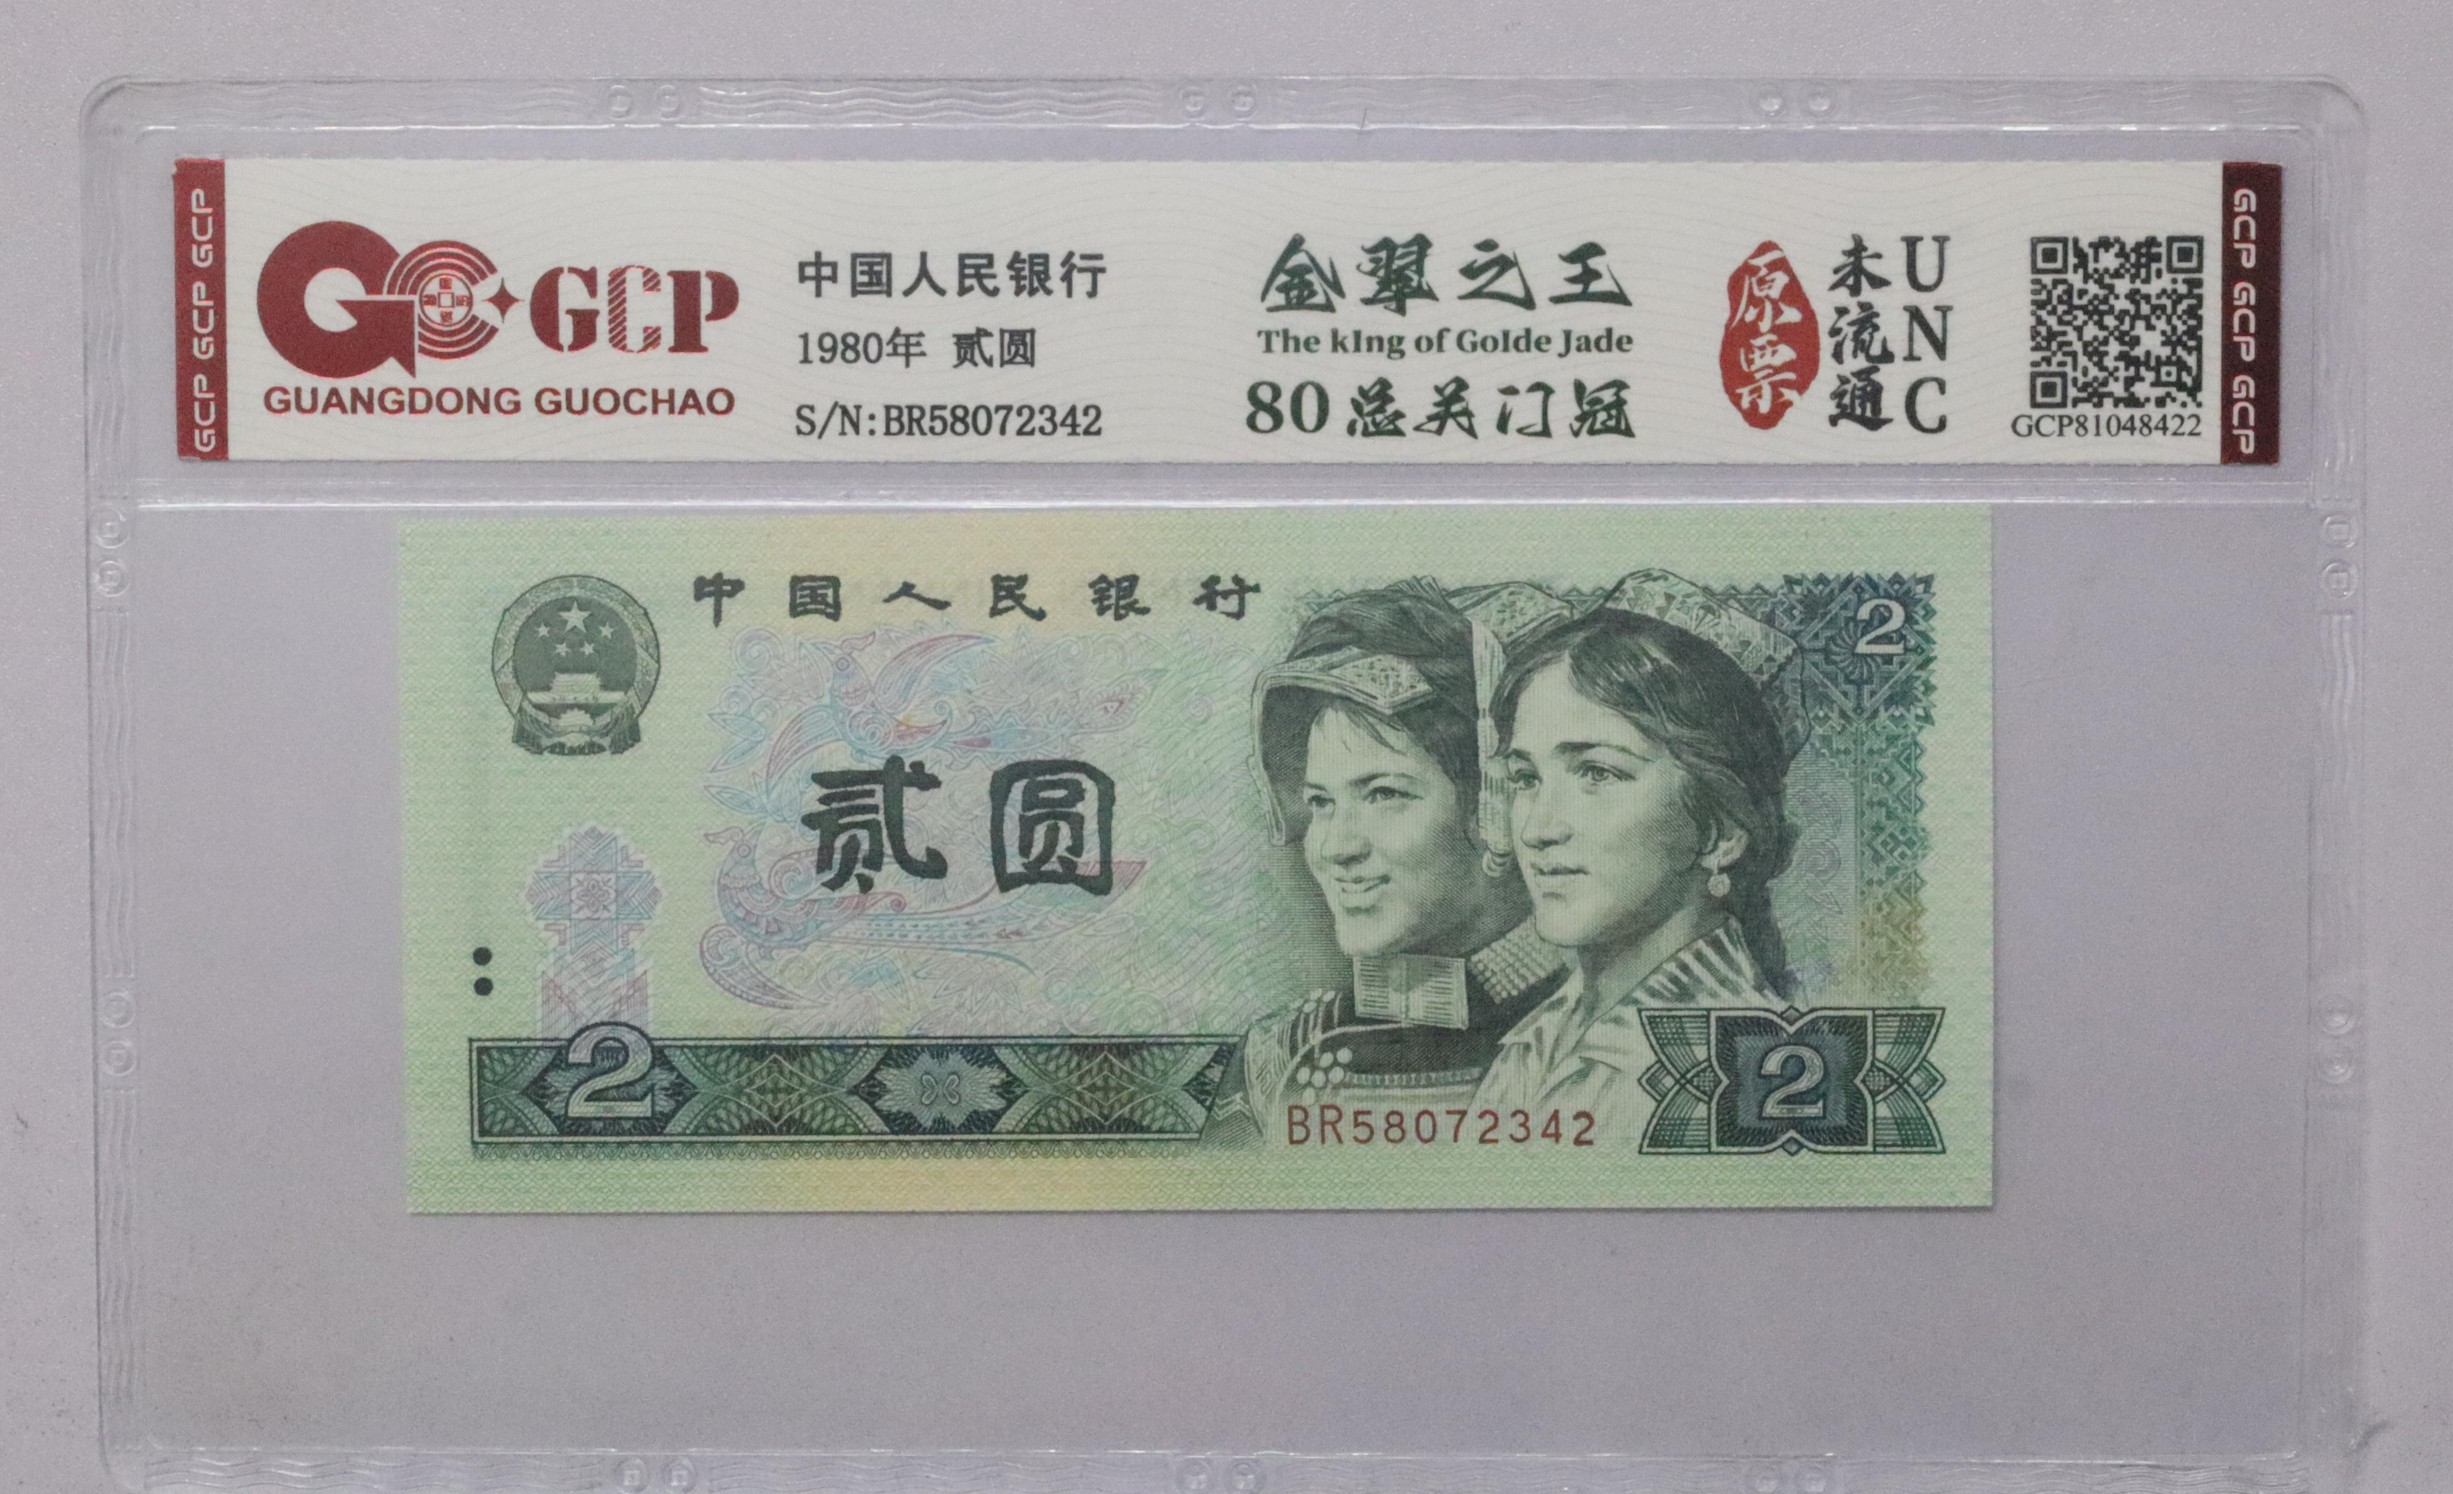 GCP GCP GCP
GCP
GUANGDONG GUOCHAO
中国人民银行
1980年 贰圆
S/N:BR58072342
金翠之王
The kIng of GoIde Jade
80总关门冠
原票
未流通
UNC
GCP81048422
GCP GCP GCP
中国人民银行
2
贰圆
2
2
BR58072342